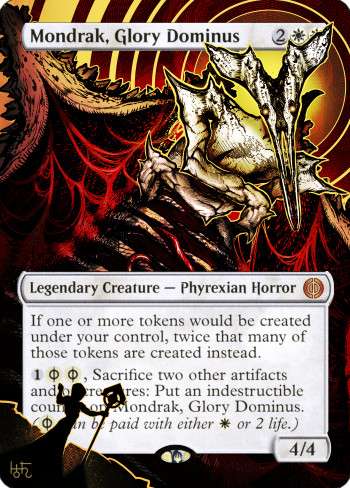 Mondrak, Glory Dominus 2
Legendary Creature — Phyrexian Horror
If one or more tokens would be created
under your control, twice that many of
those tokens are created instead.
1 , Sacrifice two other artifacts
Put an indestructible
on Mondrak, Glory Dominus.
be paid with either or 2 life.)
4/4